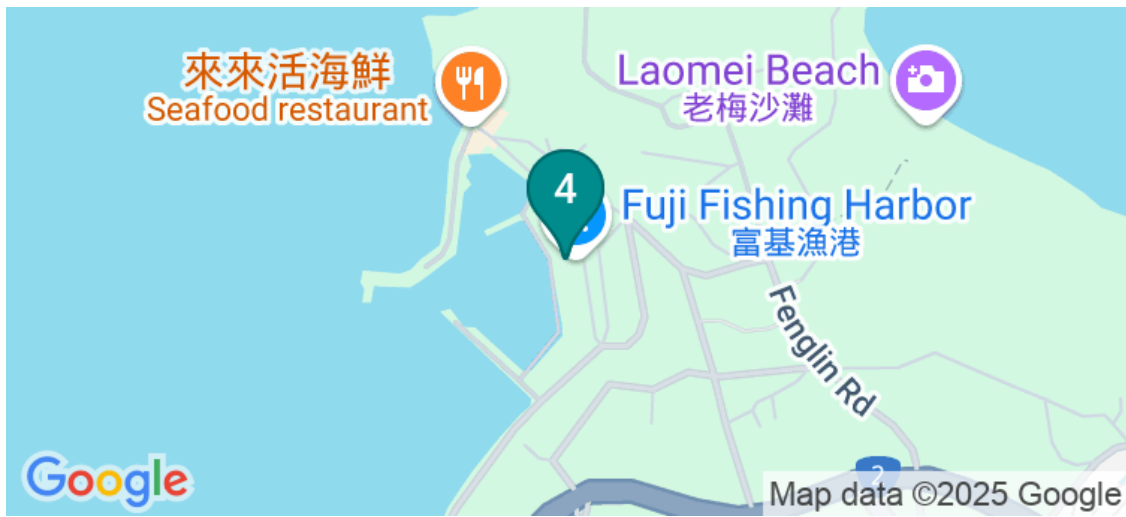 來來活海鮮
Seafood restaurant
Laomei Beach
老梅沙灘
4
Fuji Fishing Harbor
富基漁港
Fenglin Rd
2
Google
Map data ©2025 Google